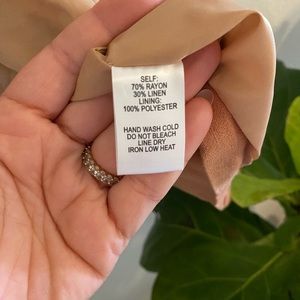 SELF:
70% RAYON
30% LINEN
LINING:
100% POLYESTER
HAND WASH COLD
DO NOT BLEACH
LINE DRY
IRON LOW HEAT